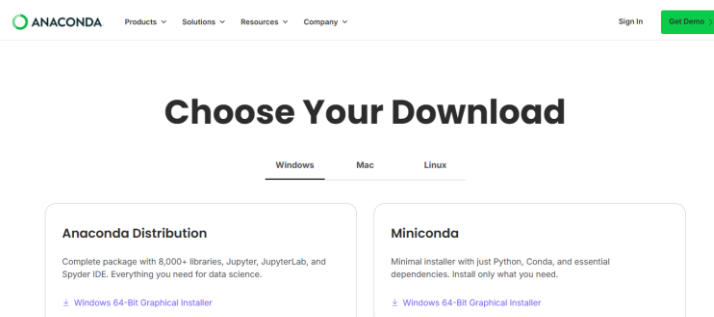 ANACONDA Products Solutions Resources Company Sign In Get Demo
Choose Your Download
Windows Mac Linux
Anaconda Distribution
Complete package with 8,000+ libraries, Jupyter, JupyterLab, and
Spyder IDE. Everything you need for data science.
Windows 64-Bit Graphical Installer
Miniconda
Minimal installer with just Python, Conda, and essential
dependencies. Install only what you need.
Windows 64-Bit Graphical Installer